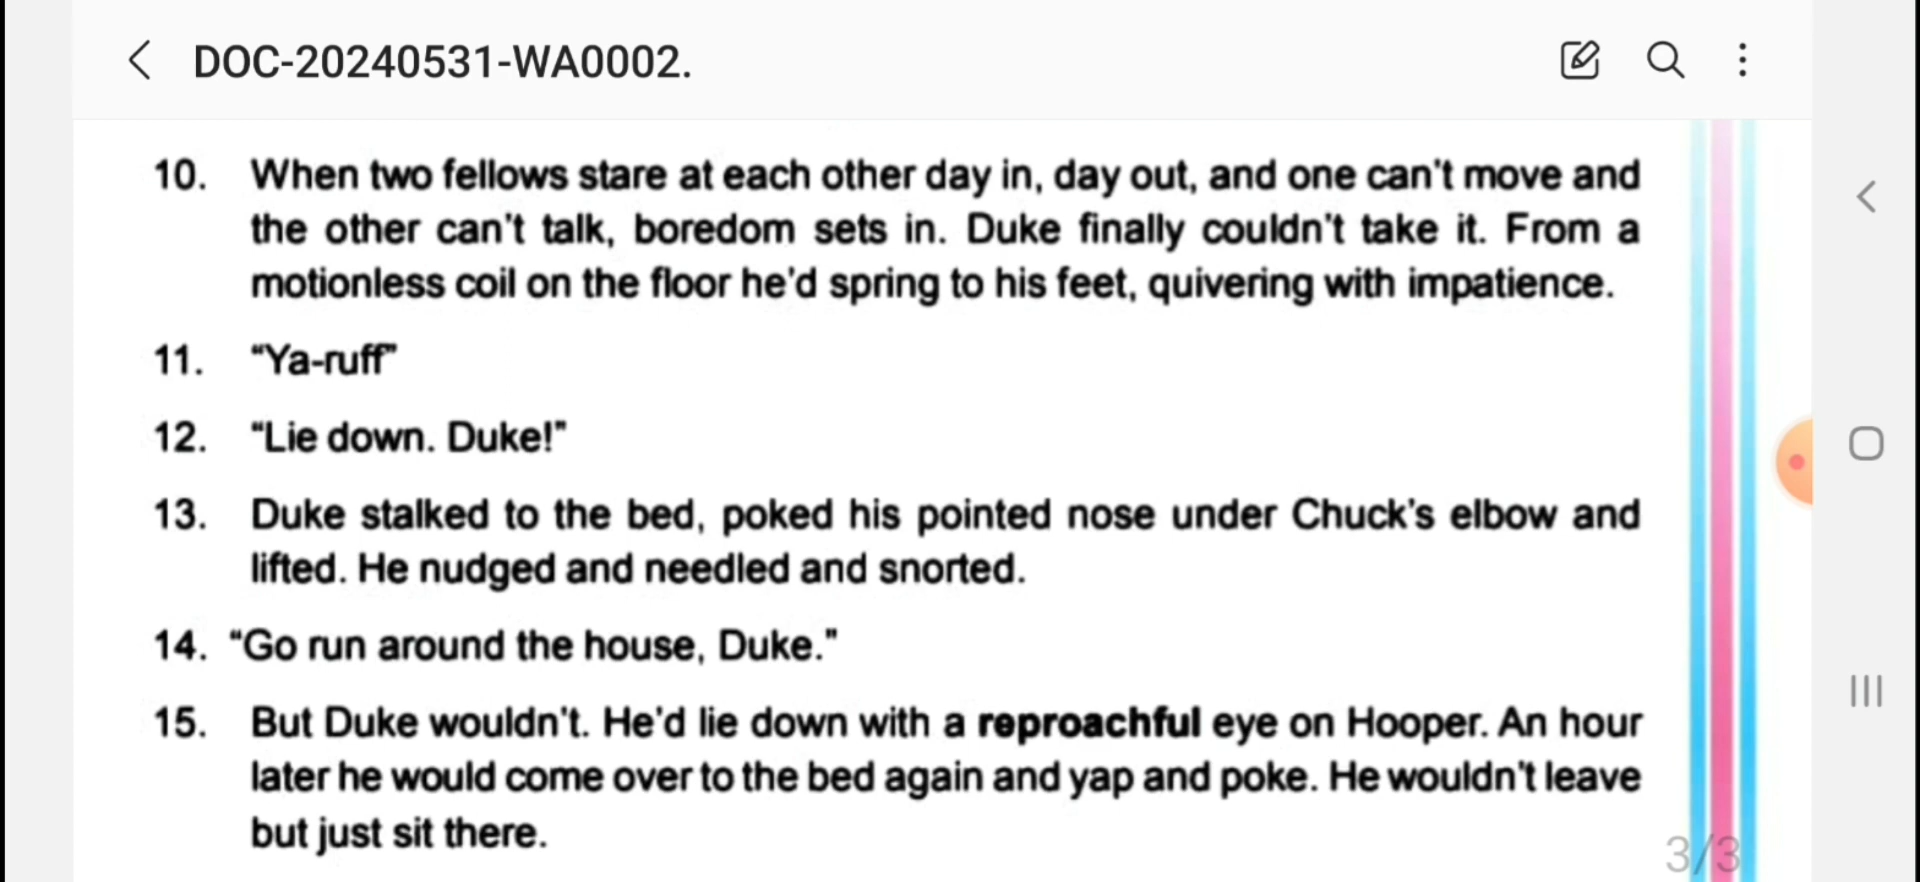 DOC-20240531-WA0002.
10. When two fellows stare at each other day in, day out, and one can't move and
the other can't talk, boredom sets in. Duke finally couldn't take it. From a
motionless coil on the floor he'd spring to his feet, quivering with impatience.
11. “Ya-ruff”
12. “Lie down. Duke!”
13. Duke stalked to the bed, poked his pointed nose under Chuck's elbow and
lifted. He nudged and needled and snorted.
14. “Go run around the house, Duke.”
15. But Duke wouldn't. He'd lie down with a reproachful eye on Hooper. An hour
later he would come over to the bed again and yap and poke. He wouldn't leave
but just sit there.
3/3